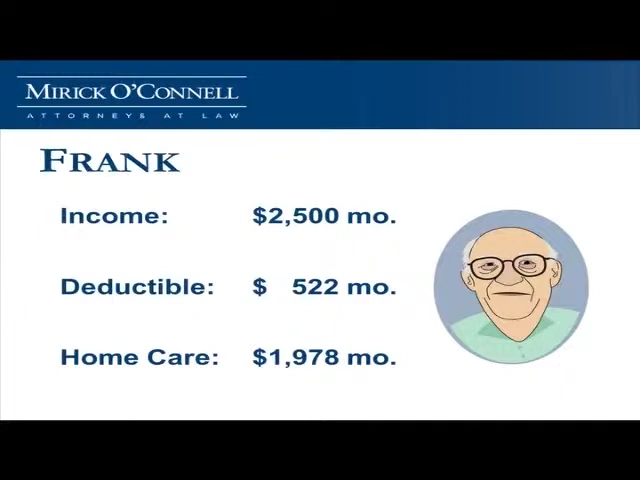 MIRICK O'CONNELL
ATTORNEYS AT LAW
FRANK
Income: $2,500 mo.
Deductible: $ 522 mo.
Home Care: $1,978 mo.